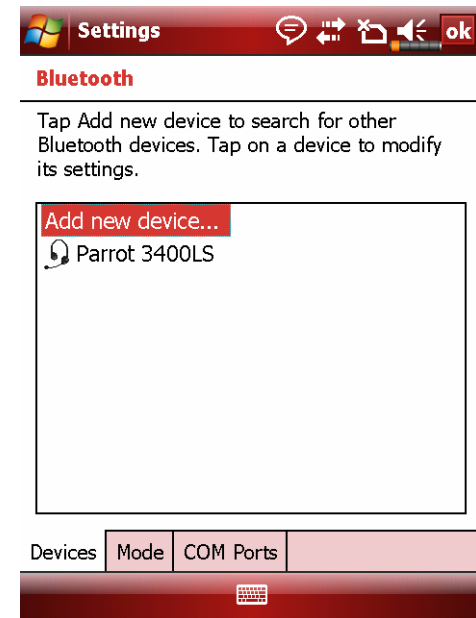 Settings ok
Bluetooth
Tap Add new device to search for other
Bluetooth devices. Tap on a device to modify
its settings.
Add new device...
Parrot 3400LS
Devices Mode COM Ports